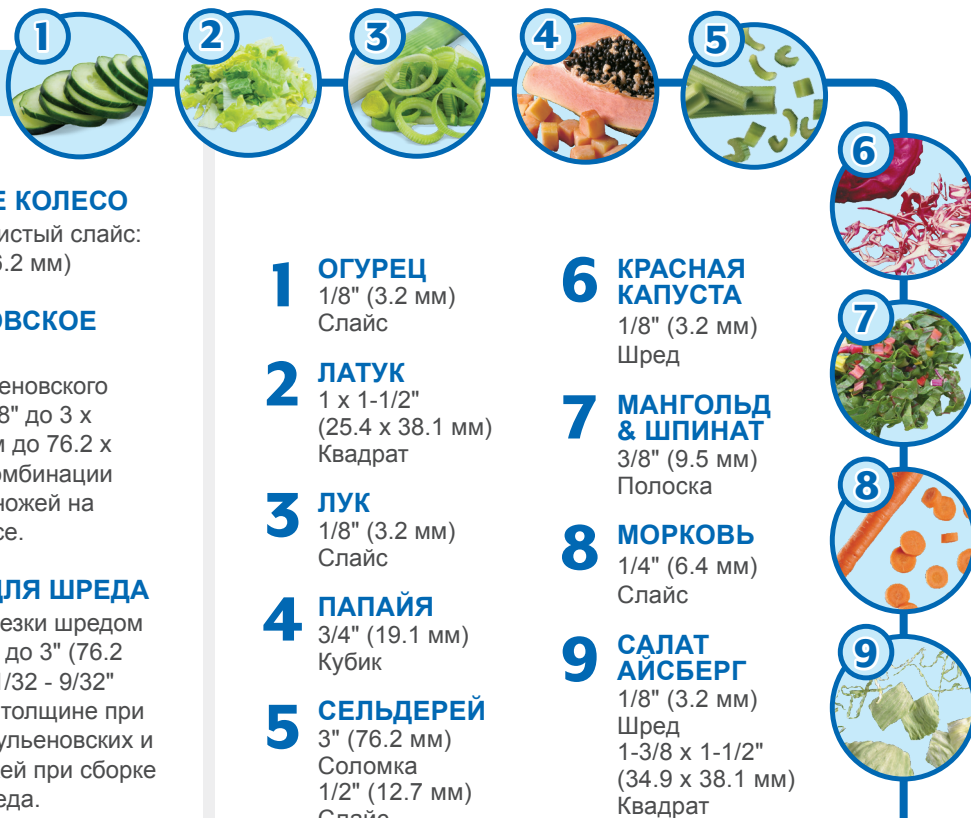 1
2
3
4
5
6
7
8
9
Е КОЛЕСО
истый слайс:
6.2 мм)
ОВСКОЕ
еновского
8" до 3 x
м до 76.2 x
омбинации
ножей на
се.
ДЛЯ ШРЕДА
езки шредом
до 3" (76.2
1/32 - 9/32"
толщине при
ульеновских и
ей при сборке
еда.
1 ОГУРЕЦ
1/8" (3.2 мм)
Слайс
2 ЛАТУК
1 x 1-1/2"
(25.4 x 38.1 мм)
Квадрат
3 ЛУК
1/8" (3.2 мм)
Слайс
4 ПАПАЙЯ
3/4" (19.1 мм)
Кубик
5 СЕЛЬДЕРЕЙ
3" (76.2 мм)
Соломка
1/2" (12.7 мм)
Слайс
6 КРАСНАЯ
КАПУСТА
1/8" (3.2 мм)
Шред
7 МАНГОЛЬД
& ШПИНАТ
3/8" (9.5 мм)
Полоска
8 МОРКОВЬ
1/4" (6.4 мм)
Слайс
9 САЛАТ
АЙСБЕРГ
1/8" (3.2 мм)
Шред
1-3/8 x 1-1/2"
(34.9 x 38.1 мм)
Квадрат